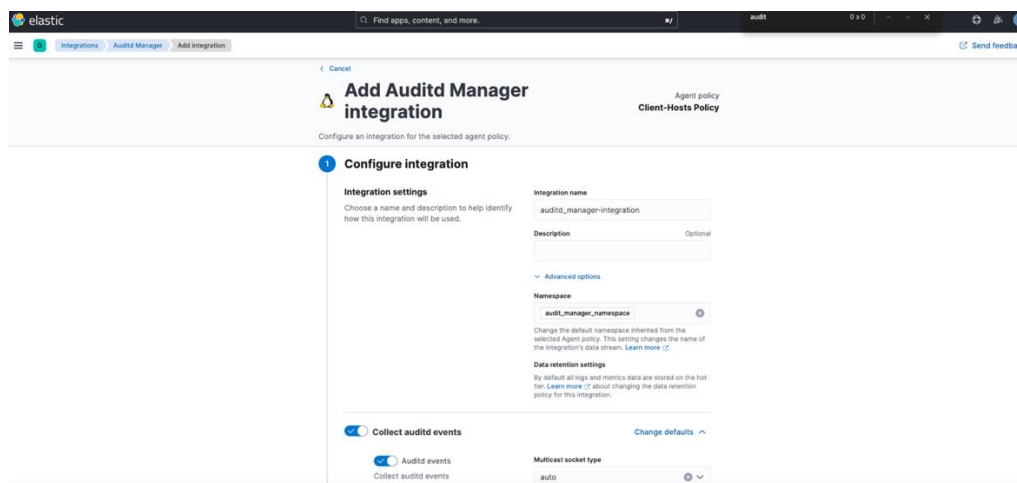 elastic
Find apps, content, and more.
audit
0 > 0
D
Integrations
Auditd Manager
Add integration
Send feedba
Cancel
Add Auditd Manager
integration
Agent policy
Client-Hosts Policy
Configure an integration for the selected agent policy.
1
Configure integration
Integration settings
Choose a name and description to help identify
how this integration will be used.
Integration name
auditd_manager-integration
Description
Optional
Advanced options
Namespace
audit_manager_namespace
Change the default namespace inherited from the
selected Agent policy. This setting changes the name of
the integration's data stream. Learn more
Data retention settings
By default all logs and metrics data are stored on the hot
tier. Learn more about changing the data retention
policy for this integration.
Collect auditd events
Change defaults
Auditd events
Collect auditd events
Multicast socket type
auto